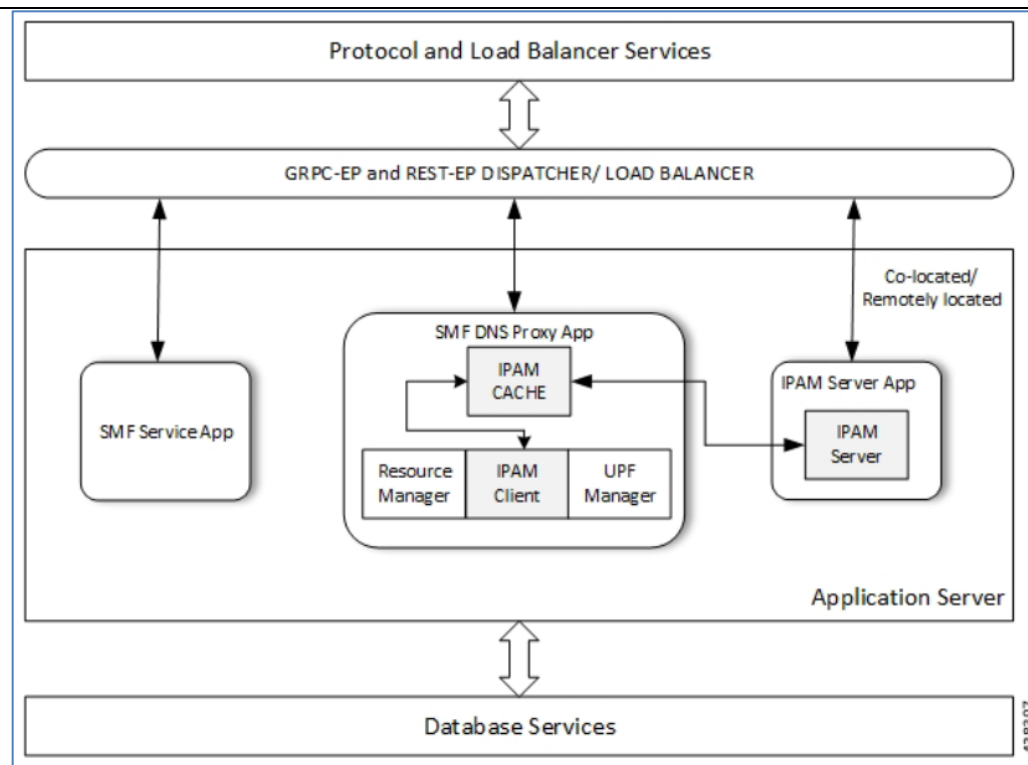 Protocol and Load Balancer Services
GRPC-EP and REST-EP DISPATCHER/ LOAD BALANCER
Co-located/
Remotely located
SMF DNS Proxy App
IPAM
CACHE
IPAM Server App
SMF Service App
IPAM
Server
Resource
Manager
IPAM
Client
UPF
Manager
Application Server
Database Services